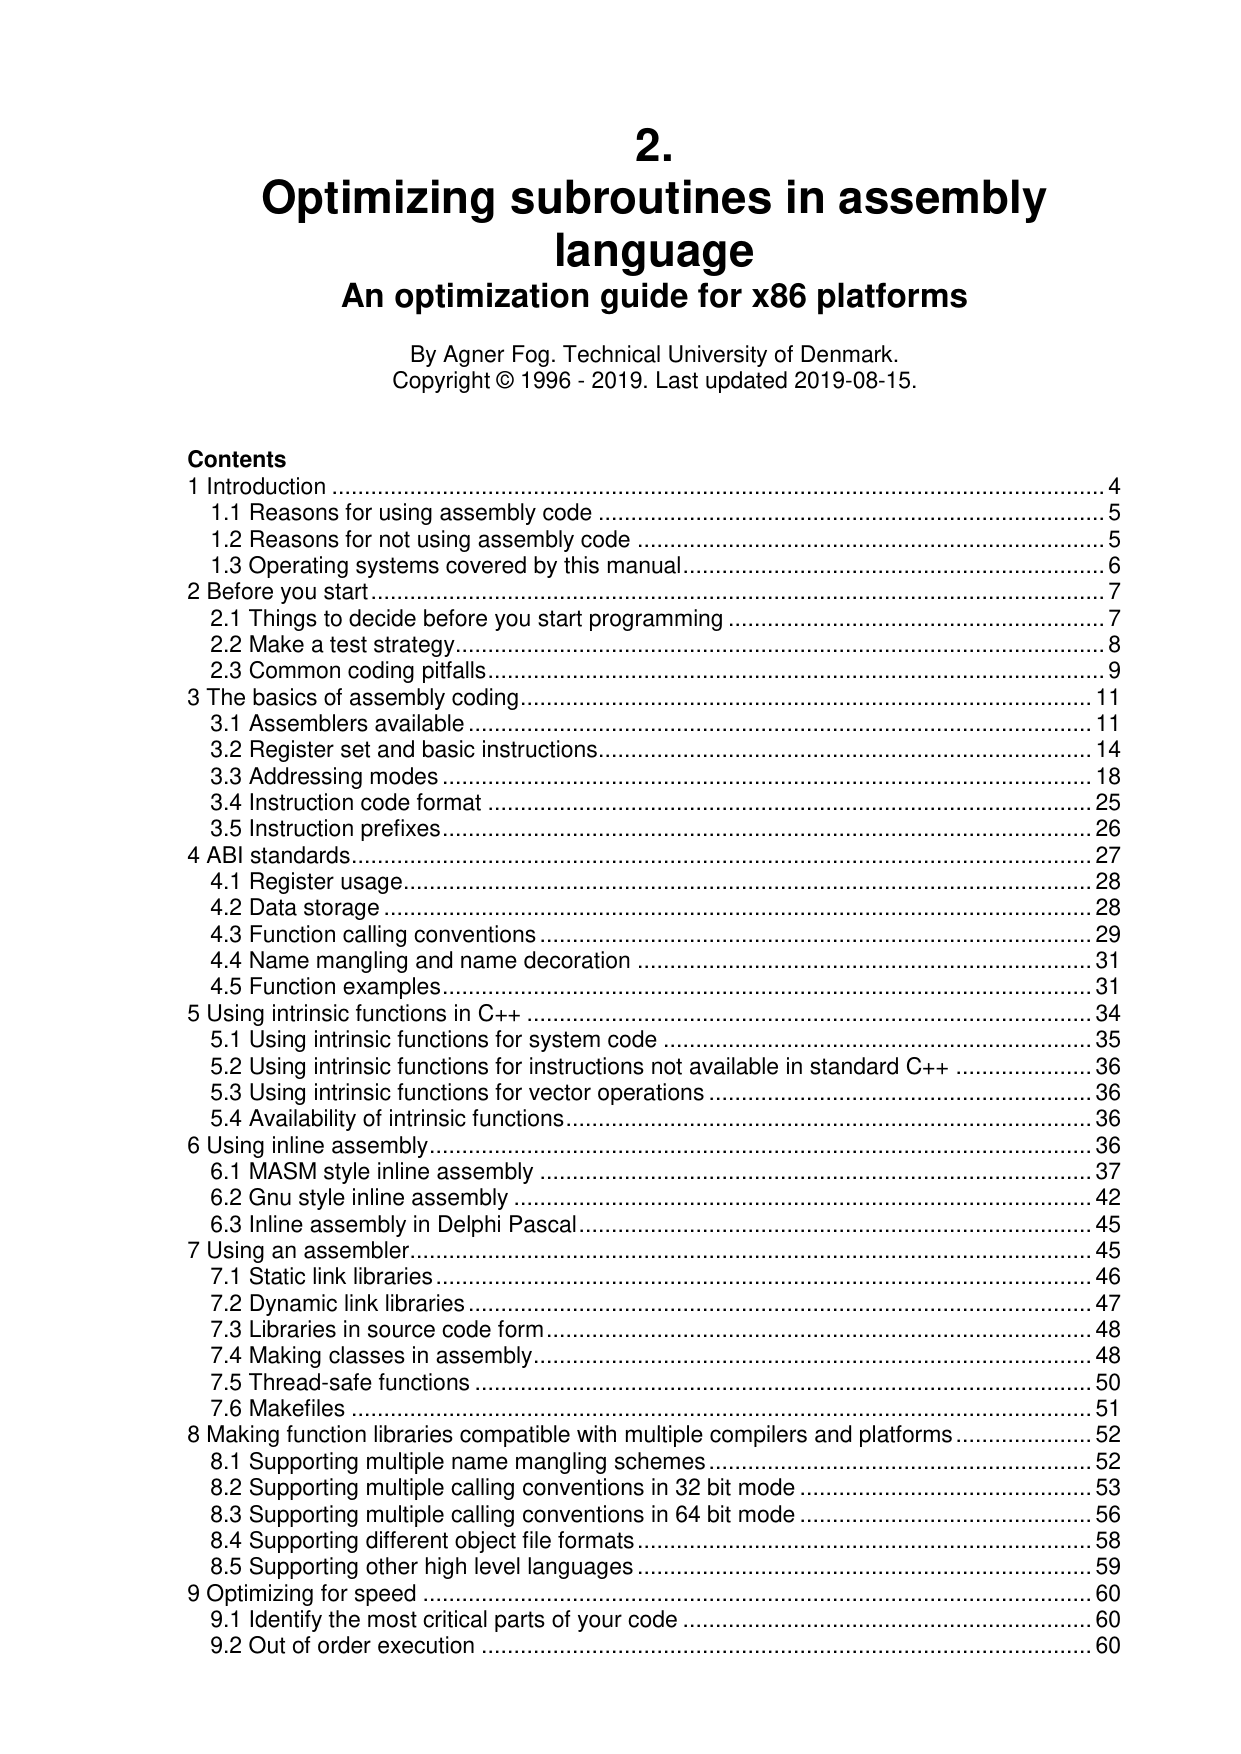 2.
Optimizing subroutines in assembly
language
An optimization guide for x86 platforms
By Agner Fog. Technical University of Denmark.
Copyright © 1996 - 2019. Last updated 2019-08-15.
Contents
1 Introduction ....................................................................................................................... 4
1.1 Reasons for using assembly code .............................................................................. 5
1.2 Reasons for not using assembly code ........................................................................ 5
1.3 Operating systems covered by this manual................................................................. 6
2 Before you start................................................................................................................. 7
2.1 Things to decide before you start programming .......................................................... 7
2.2 Make a test strategy.................................................................................................... 8
2.3 Common coding pitfalls............................................................................................... 9
3 The basics of assembly coding........................................................................................ 11
3.1 Assemblers available ................................................................................................ 11
3.2 Register set and basic instructions............................................................................ 14
3.3 Addressing modes .................................................................................................... 18
3.4 Instruction code format ............................................................................................. 25
3.5 Instruction prefixes.................................................................................................... 26
4 ABI standards.................................................................................................................. 27
4.1 Register usage.......................................................................................................... 28
4.2 Data storage ............................................................................................................. 28
4.3 Function calling conventions ..................................................................................... 29
4.4 Name mangling and name decoration ...................................................................... 31
4.5 Function examples.................................................................................................... 31
5 Using intrinsic functions in C++ ....................................................................................... 34
5.1 Using intrinsic functions for system code .................................................................. 35
5.2 Using intrinsic functions for instructions not available in standard C++ ..................... 36
5.3 Using intrinsic functions for vector operations ........................................................... 36
5.4 Availability of intrinsic functions................................................................................. 36
6 Using inline assembly...................................................................................................... 36
6.1 MASM style inline assembly ..................................................................................... 37
6.2 Gnu style inline assembly ......................................................................................... 42
6.3 Inline assembly in Delphi Pascal............................................................................... 45
7 Using an assembler......................................................................................................... 45
7.1 Static link libraries..................................................................................................... 46
7.2 Dynamic link libraries ................................................................................................ 47
7.3 Libraries in source code form.................................................................................... 48
7.4 Making classes in assembly...................................................................................... 48
7.5 Thread-safe functions ............................................................................................... 50
7.6 Makefiles .................................................................................................................. 51
8 Making function libraries compatible with multiple compilers and platforms..................... 52
8.1 Supporting multiple name mangling schemes ........................................................... 52
8.2 Supporting multiple calling conventions in 32 bit mode ............................................. 53
8.3 Supporting multiple calling conventions in 64 bit mode ............................................. 56
8.4 Supporting different object file formats...................................................................... 58
8.5 Supporting other high level languages ...................................................................... 59
9 Optimizing for speed ....................................................................................................... 60
9.1 Identify the most critical parts of your code ............................................................... 60
9.2 Out of order execution .............................................................................................. 60